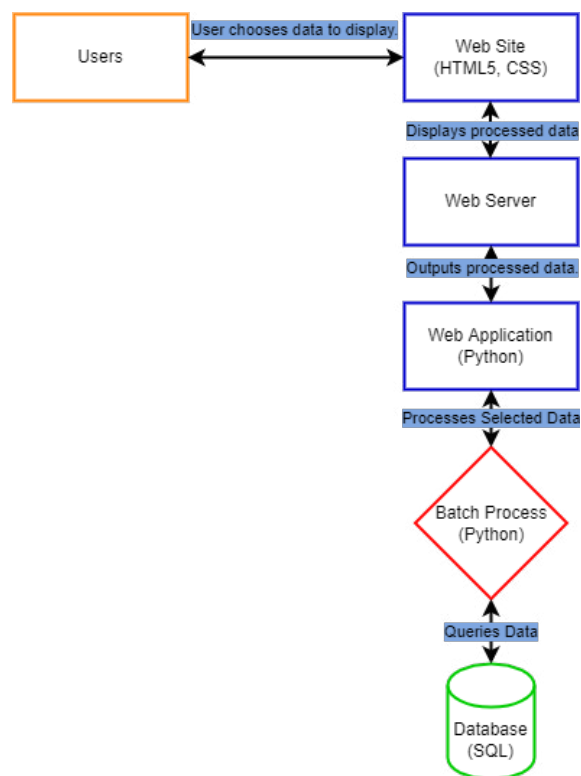 User chooses data to display.
Users
Web Site
(HTML5, CSS)
Displays processed data
Web Server
Outputs processed data.
Web Application
(Python)
Processes Selected Data
Batch Process
(Python)
Queries Data
Database
(SQL)